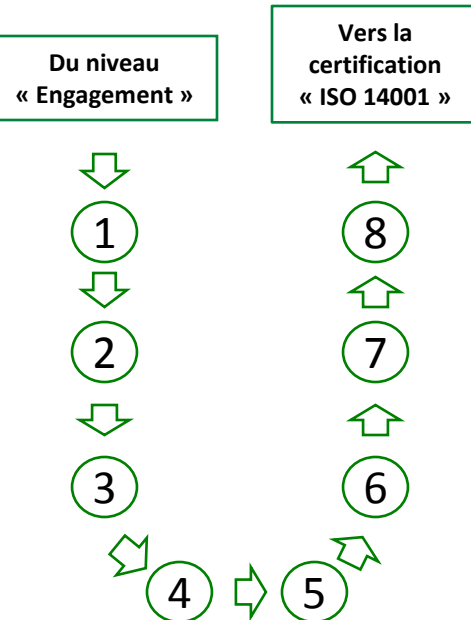 Du niveau
« Engagement »
Vers la
certification
« ISO 14001 »
1
2
3
4
5
6
7
8